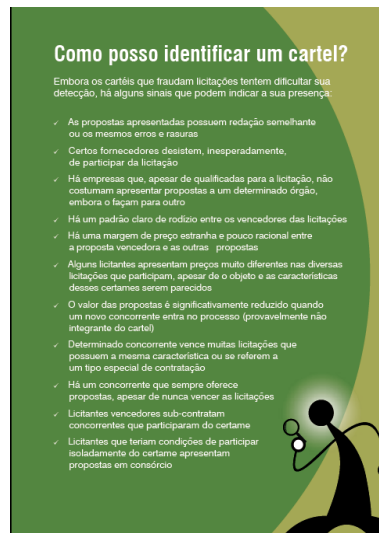 Como posso identificar um cartel?
Embora os cartéis que fraudam licitações tentem dificultar sua
detecção, há alguns sinais que podem indicar a sua presença:
✓ As propostas apresentadas possuem redação semelhante
ou os mesmos erros e rasuras
✓ Certos fornecedores desistem, inesperadamente,
de participar da licitação
✓ Há empresas que, apesar de qualificadas para a licitação, não
costumam apresentar propostas a um determinado órgão,
embora o façam para outro
✓ Há um padrão claro de rodízio entre os vencedores das licitações
✓ Há uma margem de preço estranha e pouco racional entre
a proposta vencedora e as outras propostas
✓ Alguns licitantes apresentam preços muito diferentes nas diversas
licitações que participam, apesar de o objeto e as características
desses certames serem parecidos
✓ O valor das propostas é significativamente reduzido quando
um novo concorrente entra no processo (provavelmente não
integrante do cartel)
✓ Determinado concorrente vence muitas licitações que
possuem a mesma característica ou se referem a
um tipo especial de contratação
✓ Há um concorrente que sempre oferece
propostas, apesar de nunca vencer as licitações
✓ Licitantes vencedores sub-contratam
concorrentes que participaram do certame
✓ Licitantes que teriam condições de participar
isoladamente do certame apresentam
propostas em consórcio